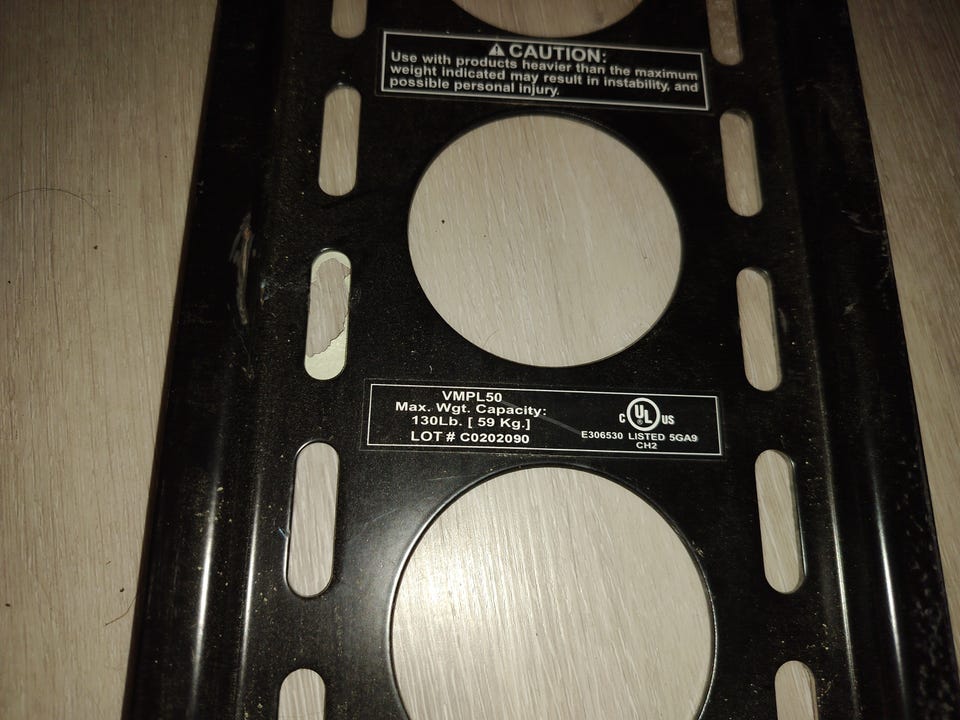 ⚠ CAUTION:
Use with products heavier than the maximum
weight indicated may result in instability, and
possible personal injury.
VMPL50
Max. Wgt. Capacity:
130Lb. [ 59 Kg.]
LOT # C0202090
C UL US
E306530 LISTED 5GA9
CH2